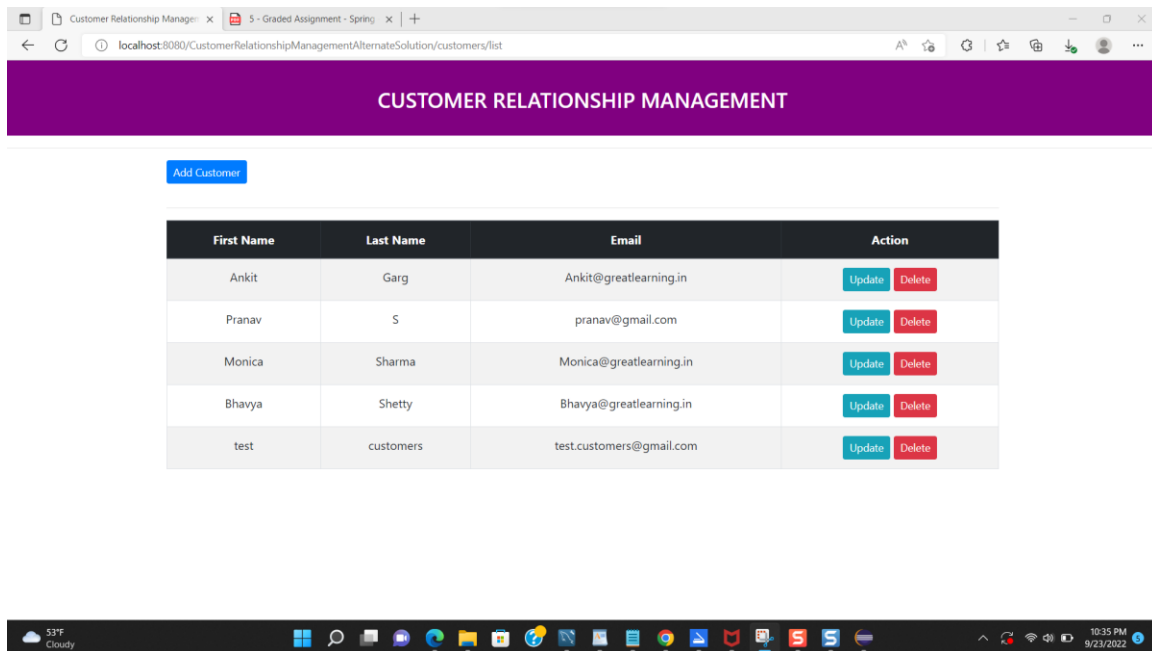 Customer Relationship Manager
5 - Graded Assignment - Spring
localhost:8080/CustomerRelationshipManagementAlternateSolution/customers/list
CUSTOMER RELATIONSHIP MANAGEMENT
Add Customer
First Name Last Name Email Action
Ankit Garg Ankit@greatlearning.in Update Delete
Pranav S pranav@gmail.com Update Delete
Monica Sharma Monica@greatlearning.in Update Delete
Bhavya Shetty Bhavya@greatlearning.in Update Delete
test customers test.customers@gmail.com Update Delete
53°F
Cloudy
10:35 PM
9/23/2022